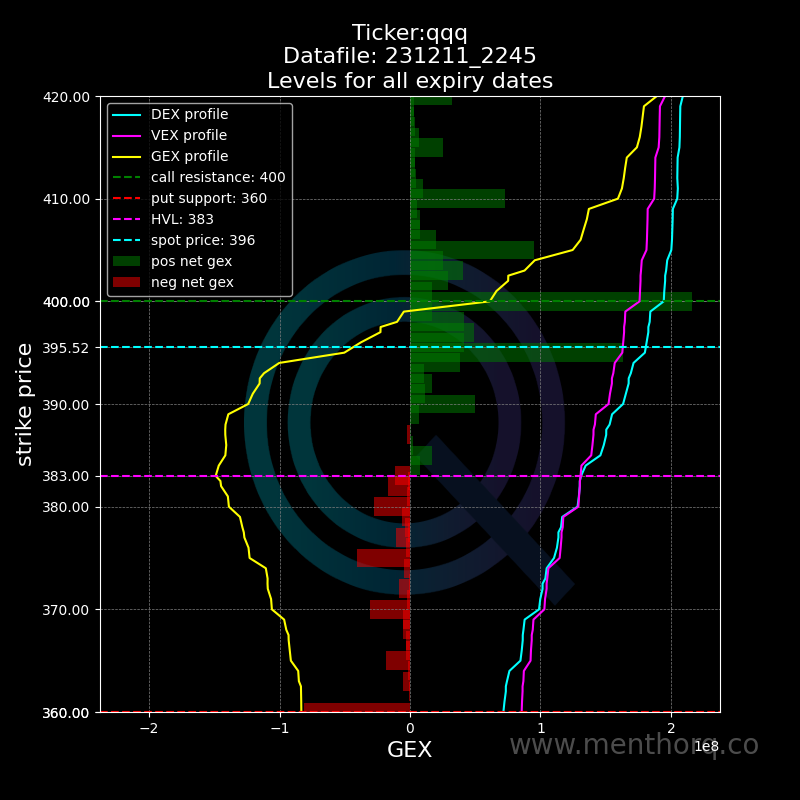 Ticker:qqq
Datafile: 231211_2245
Levels for all expiry dates
DEX profile
VEX profile
GEX profile
call resistance: 400
put support: 360
HVL: 383
spot price: 396
pos net gex
neg net gex
420.00
410.00
400.00
395.52
390.00
383.00
380.00
370.00
360.00
strike price
−2
−1
0
1
2
1e8
GEX
www.menthorq.co